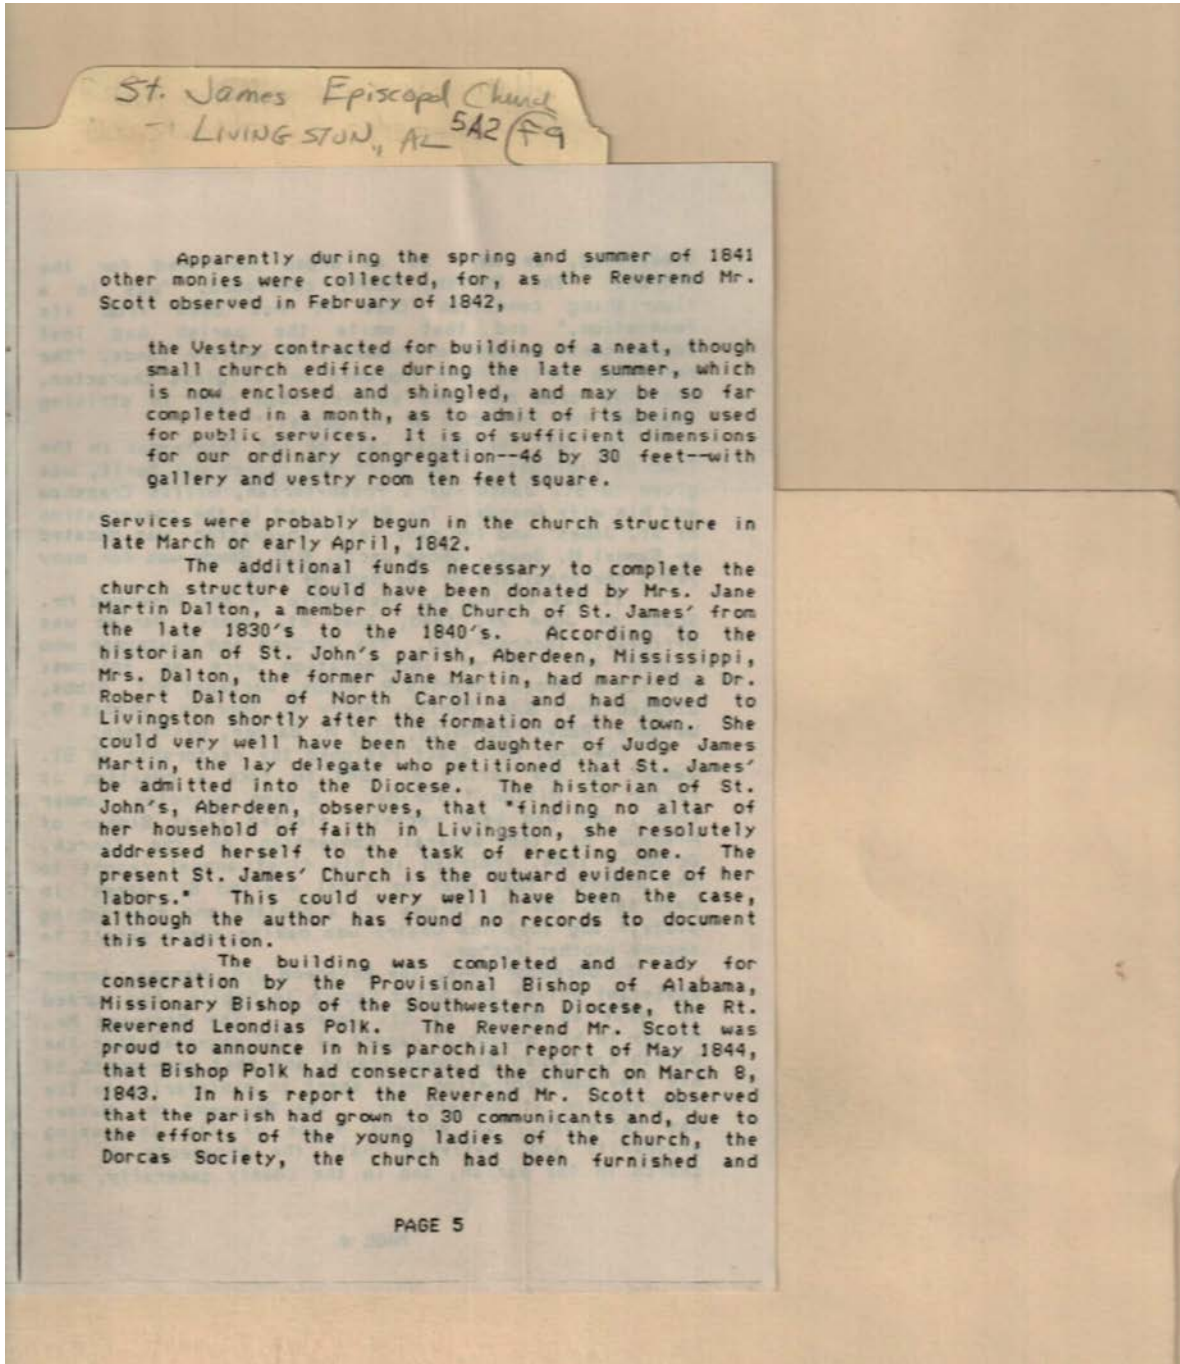 St. James Episcopal Church
LIVINGSTON., AL 5A2 F9
Apparently during the spring and summer of 1841
other monies were collected, for, as the Reverend Mr.
Scott observed in February of 1842,
the Vestry contracted for building of a neat, though
small church edifice during the late summer, which
is now enclosed and shingled, and may be so far
completed in a month, as to admit of its being used
for public services. It is of sufficient dimensions
for our ordinary congregation--46 by 30 feet--with
gallery and vestry room ten feet square.
Services were probably begun in the church structure in
late March or early April, 1842.
The additional funds necessary to complete the
church structure could have been donated by Mrs. Jane
Martin Dalton, a member of the Church of St. James' from
the late 1830's to the 1840's. According to the
historian of St. John's parish, Aberdeen, Mississippi,
Mrs. Dalton, the former Jane Martin, had married a Dr.
Robert Dalton of North Carolina and had moved to
Livingston shortly after the formation of the town. She
could very well have been the daughter of Judge James
Martin, the lay delegate who petitioned that St. James'
be admitted into the Diocese. The historian of St.
John's, Aberdeen, observes, that "finding no altar of
her household of faith in Livingston, she resolutely
addressed herself to the task of erecting one. The
present St. James' Church is the outward evidence of her
labors." This could very well have been the case,
although the author has found no records to document
this tradition.
The building was completed and ready for
consecration by the Provisional Bishop of Alabama,
Missionary Bishop of the Southwestern Diocese, the Rt.
Reverend Leondias Polk. The Reverend Mr. Scott was
proud to announce in his parochial report of May 1844,
that Bishop Polk had consecrated the church on March 8,
1843. In his report the Reverend Mr. Scott observed
that the parish had grown to 30 communicants and, due to
the efforts of the young ladies of the church, the
Dorcas Society, the church had been furnished and
PAGE 5